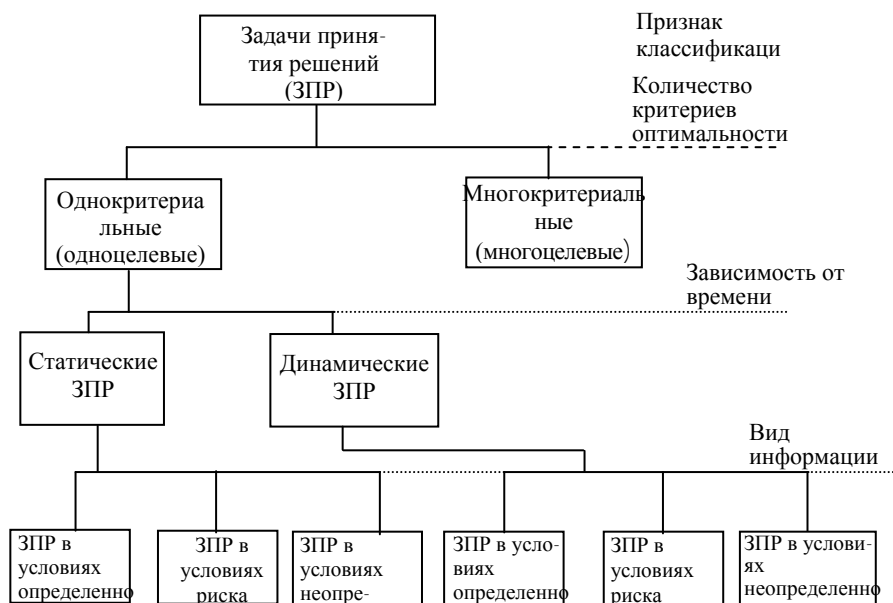 Задачи приня-
тия решений
(ЗПР)
Признак
классификаци
Количество
критериев
оптимальности
Однокритериа
льные
(одноцелевые)
Многокритериаль
ные
(многоцелевые)
Зависимость от
времени
Статические
ЗПР
Динамические
ЗПР
Вид
информации
ЗПР в
условиях
определенно
ЗПР в
условиях
риска
ЗПР в
условиях
неопре-
ЗПР в усло-
виях
определенно
ЗПР в
условиях
риска
ЗПР в услови-
ях
неопределенно